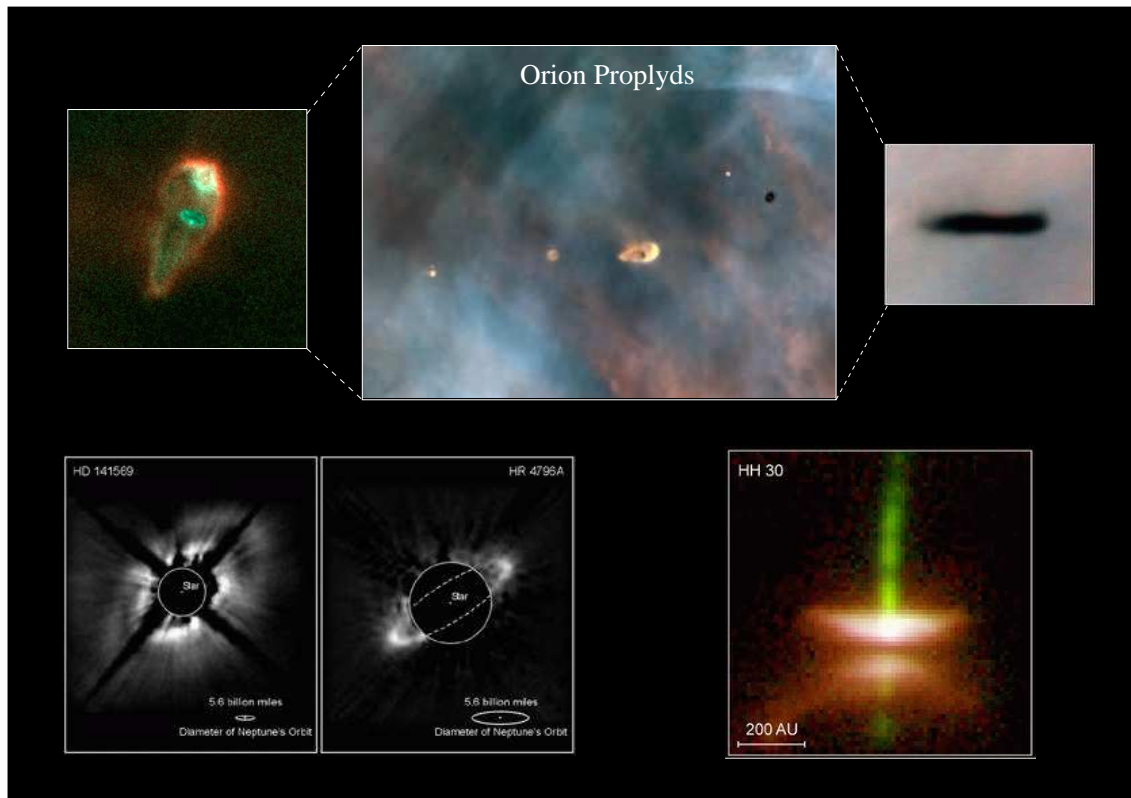 Orion Proplyds
HD 141569
Star
5.6 billion miles
Diameter of Neptune's Orbit
HR 4796A
Star
5.6 billion miles
Diameter of Neptune's Orbit
HH 30
200 AU